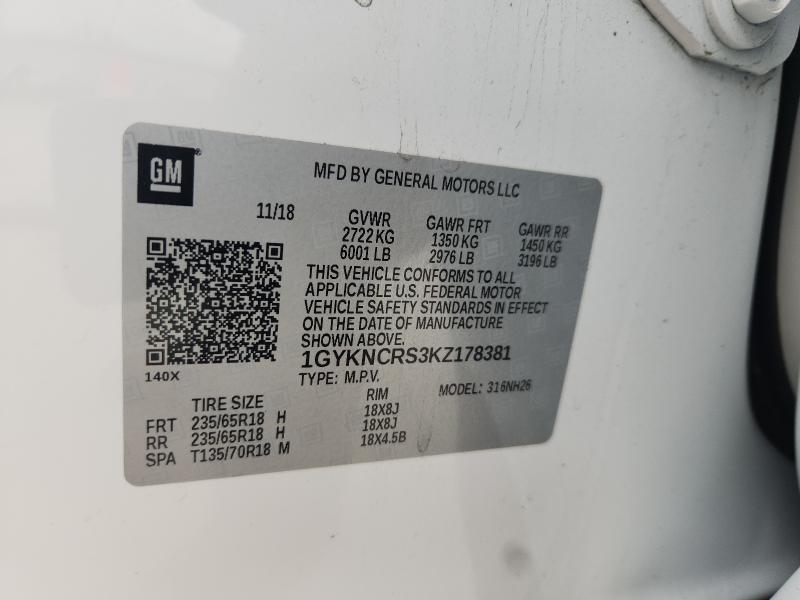 GM
MFD BY GENERAL MOTORS LLC
11/18 GVWR GAWR FRT GAWR RR
2722 KG 1350 KG 1450 KG
6001 LB 2976 LB 3196 LB
THIS VEHICLE CONFORMS TO ALL
APPLICABLE U.S. FEDERAL MOTOR
VEHICLE SAFETY STANDARDS IN EFFECT
ON THE DATE OF MANUFACTURE
SHOWN ABOVE.
1GYKNCRS3KZ178381
140X TYPE: M.P.V. MODEL: 316NH26
TIRE SIZE RIM
FRT 235/65R18 H 18X8J
RR 235/65R18 H 18X8J
SPA T135/70R18 M 18X4.5B